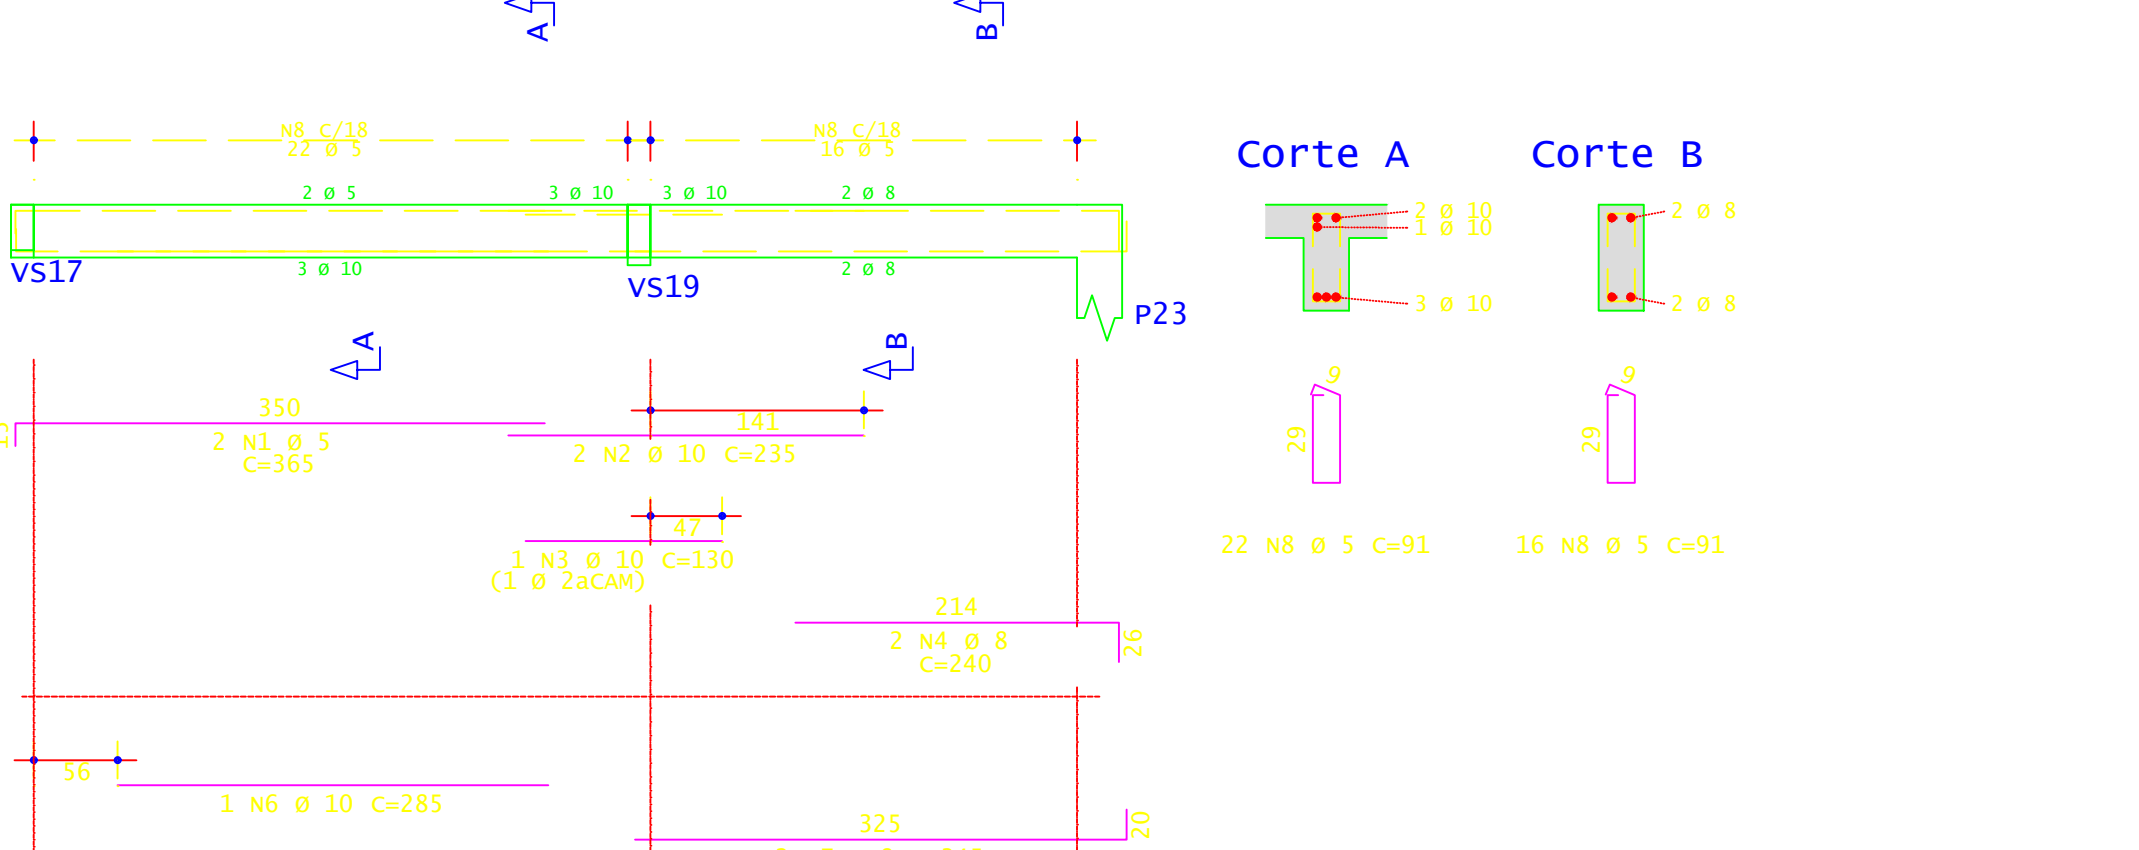 A
B
N8 C/18
22 Ø 5
N8 C/18
16 Ø 5
Corte A
Corte B
2 Ø 5
3 Ø 10
3 Ø 10
2 Ø 8
2 Ø 10
1 Ø 10
2 Ø 8
3 Ø 10
2 Ø 8
VS17
VS19
P23
3 Ø 10
2 Ø 8
A
B
9
9
350
2 N1 Ø 5
C=365
141
2 N2 Ø 10 C=235
29
29
47
1 N3 Ø 10 C=130
(1 Ø 2aCAM)
22 N8 Ø 5 C=91
16 N8 Ø 5 C=91
214
2 N4 Ø 8
C=240
26
56
1 N6 Ø 10 C=285
325
20